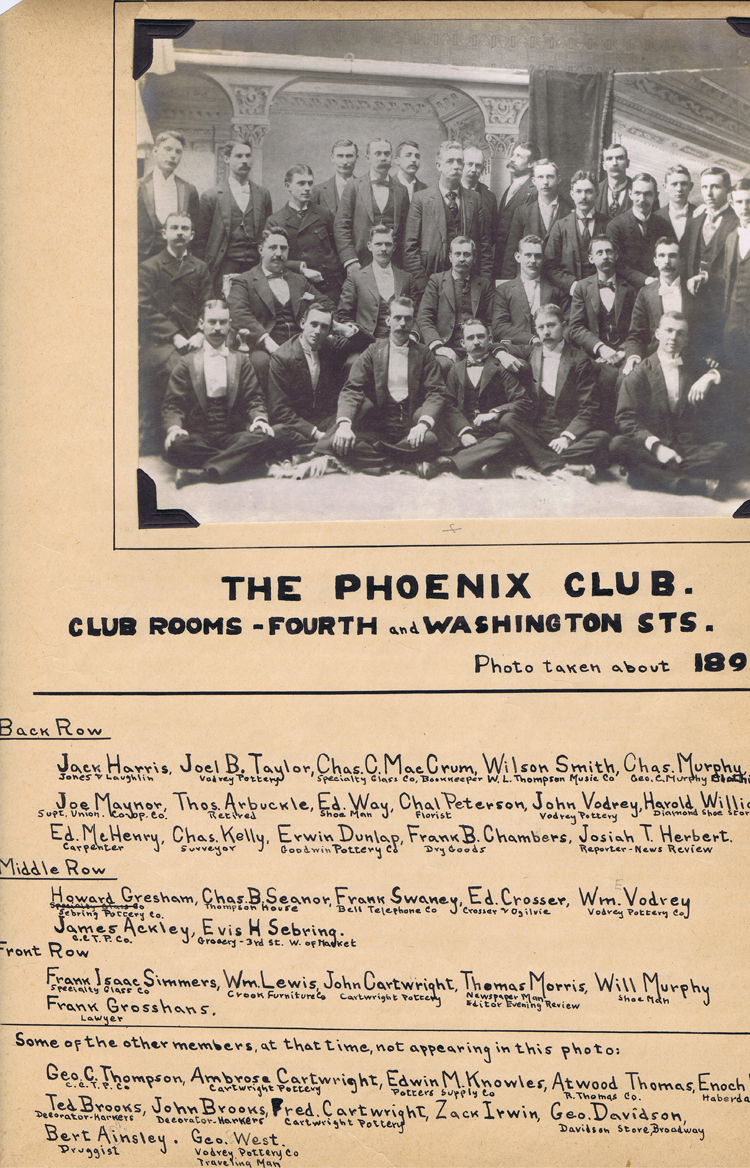 THE PHOENIX CLUB.
CLUB ROOMS - FOURTH and WASHINGTON STS.
Photo taken about 189
Back Row
Jack Harris, Joel B. Taylor, Chas. C. MacCrum, Wilson Smith, Chas. Murphy,
Jones & Laughlin Vodrey Pottery Specialty Glass Co, Bookkeeper W. L. Thompson Music Co Geo. C. Murphy
Joe Maynor, Thos. Arbuckle, Ed. Way, Chal Peterson, John Vodrey, Harold Willia
Supt. Union. Co-op. Co. Retired Shoe Man Florist Vodrey Pottery Diamond Shoe Stor
Ed. McHenry, Chas. Kelly, Erwin Dunlap, Frank B. Chambers, Josiah T. Herbert.
Carpenter Surveyor Goodwin Pottery Co Dry Goods Reporter - News Review
Middle Row
Howard Gresham, Chas. B. Seanor, Frank Swaney, Ed. Crosser, Wm. Vodrey
Specialty Glass Co Thompson House Bell Telephone Co Crosser & Ogilvie Vodrey Pottery Co
Sebring Pottery Co.
James Ackley, Evis H Sebring.
C.C.T.P. Co. Grocery - 3rd St. W. of Market
Front Row
Frank Isaac Simmers, Wm. Lewis, John Cartwright, Thomas Morris, Will Murphy
Specialty Glass Co Crook Furniture Co Cartwright Pottery Newspaper Man Shoe Man
Editor Evening Review
Frank Grosshans.
Lawyer
Some of the other members, at that time, not appearing in this photo:
Geo. C. Thompson, Ambrose Cartwright, Edwin M. Knowles, Atwood Thomas, Enoch
C.C.T.P. Co Cartwright Pottery Potters Supply Co R. Thomas Co. Haberda
Ted Brooks, John Brooks, Fred. Cartwright, Zack Irwin, Geo. Davidson,
Decorator-Harkers Decorator-Harkers Cartwright Pottery Davidson Store, Broadway
Bert Ainsley. Geo. West.
Druggist Vodrey Pottery Co
Traveling Man